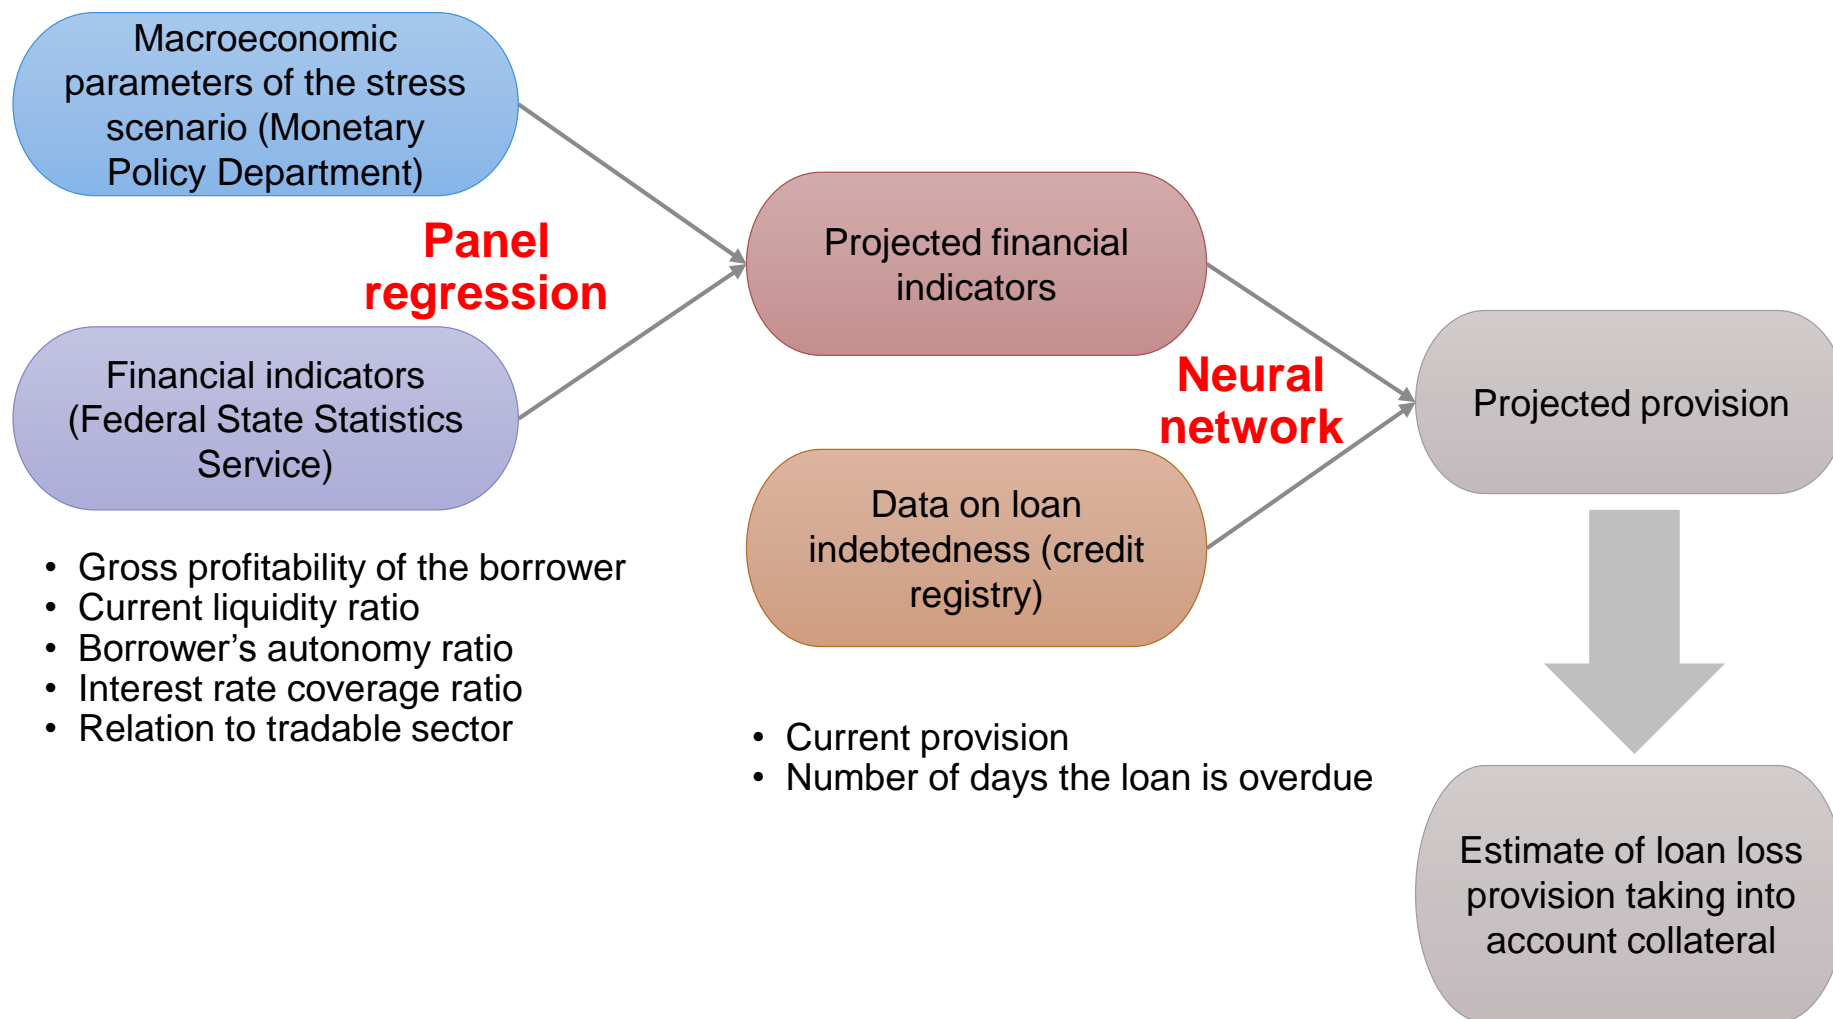 Macroeconomic
parameters of the stress
scenario (Monetary
Policy Department)
Panel
regression
Financial indicators
(Federal State Statistics
Service)
• Gross profitability of the borrower
• Current liquidity ratio
• Borrower’s autonomy ratio
• Interest rate coverage ratio
• Relation to tradable sector
Projected financial
indicators
Neural
network
Data on loan
indebtedness (credit
registry)
• Current provision
• Number of days the loan is overdue
Projected provision
Estimate of loan loss
provision taking into
account collateral